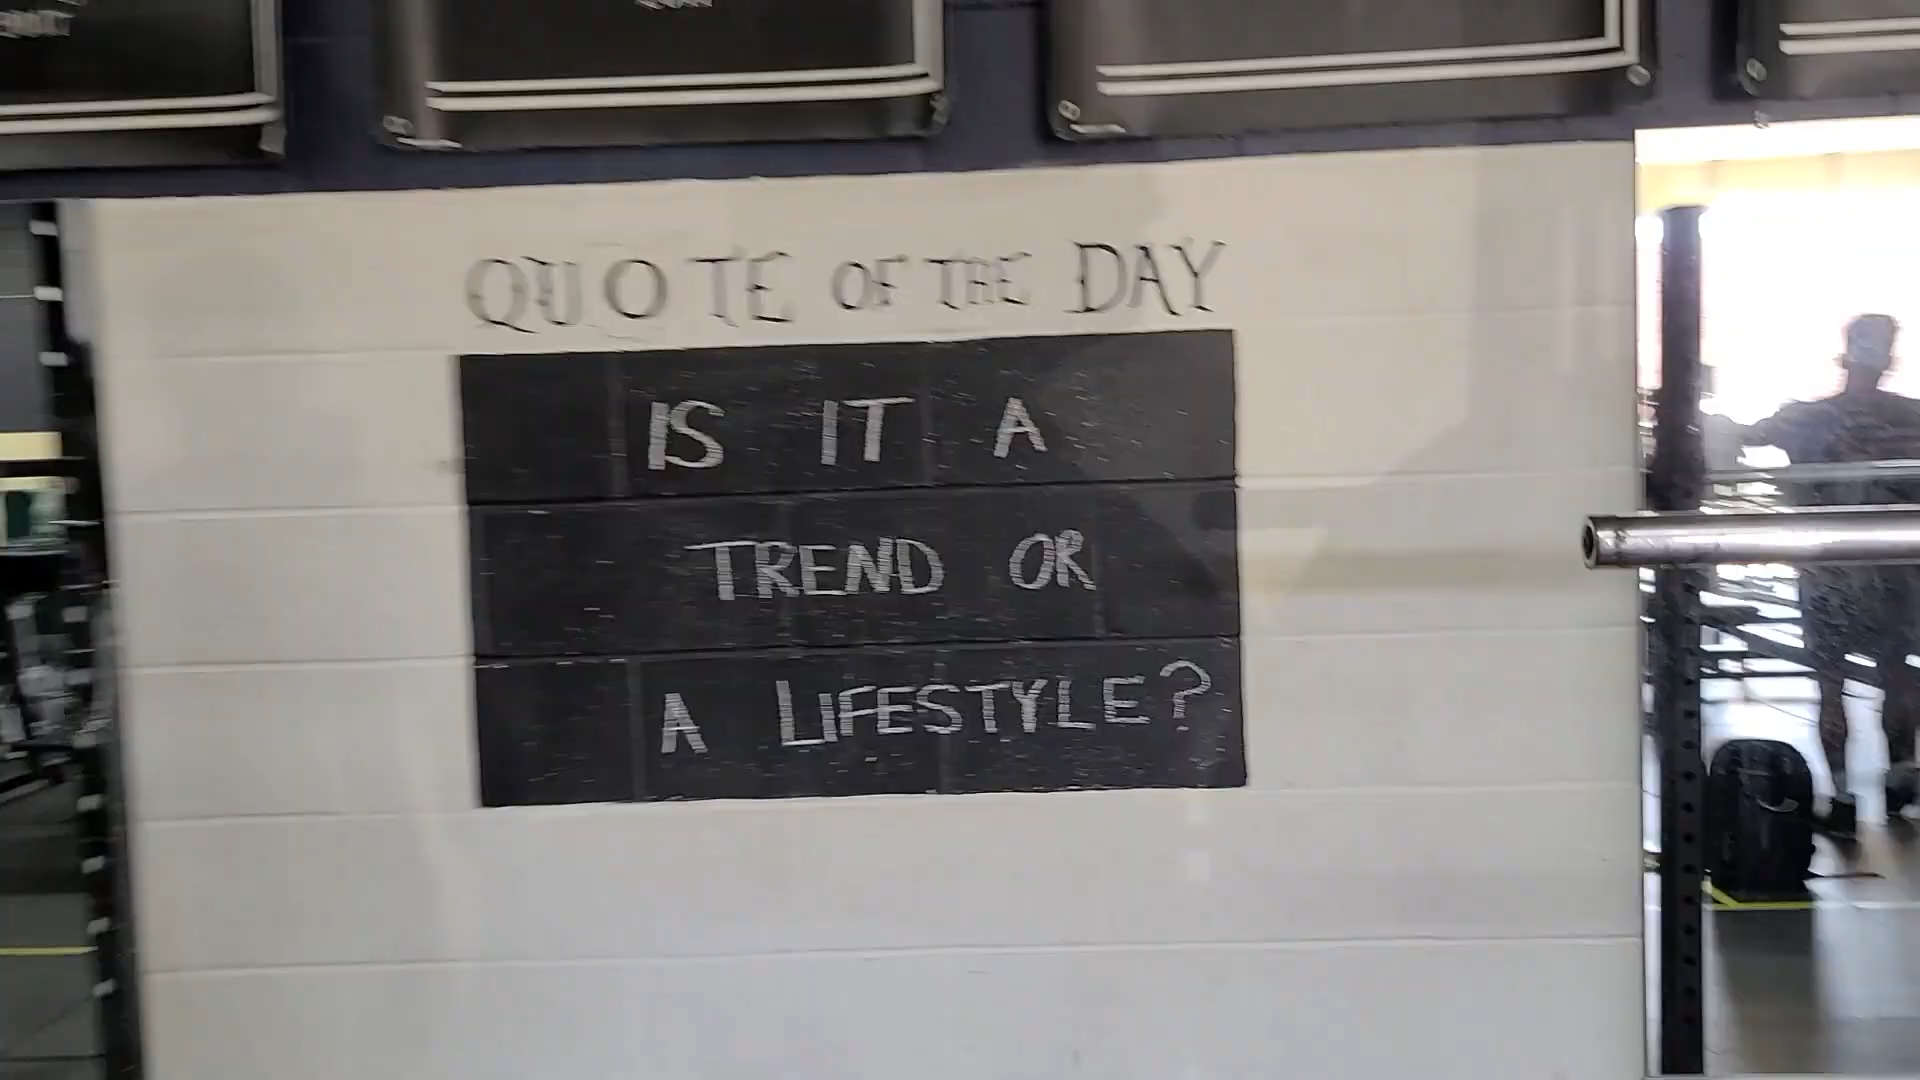 QUOTE OF THE DAY
IS IT A
TREND OR
A LIFESTYLE?